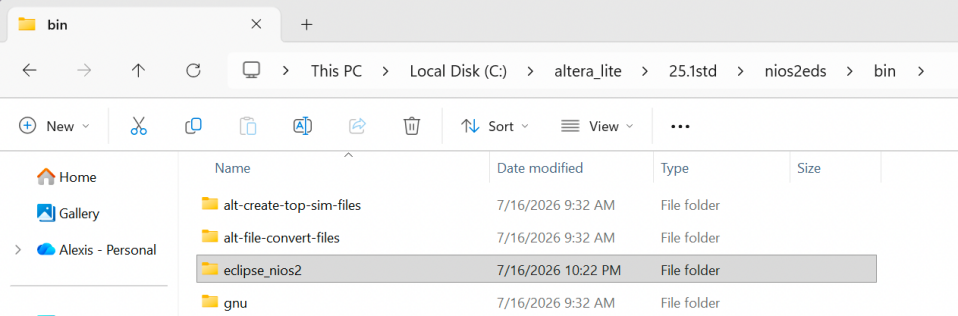 bin
This PC > Local Disk (C:) > altera_lite > 25.1std > nios2eds > bin >
New Sort View
Name Date modified Type Size
Home
Gallery
Alexis - Personal
alt-create-top-sim-files 7/16/2026 9:32 AM File folder
alt-file-convert-files 7/16/2026 9:32 AM File folder
eclipse_nios2 7/16/2026 10:22 PM File folder
gnu 7/16/2026 9:32 AM File folder